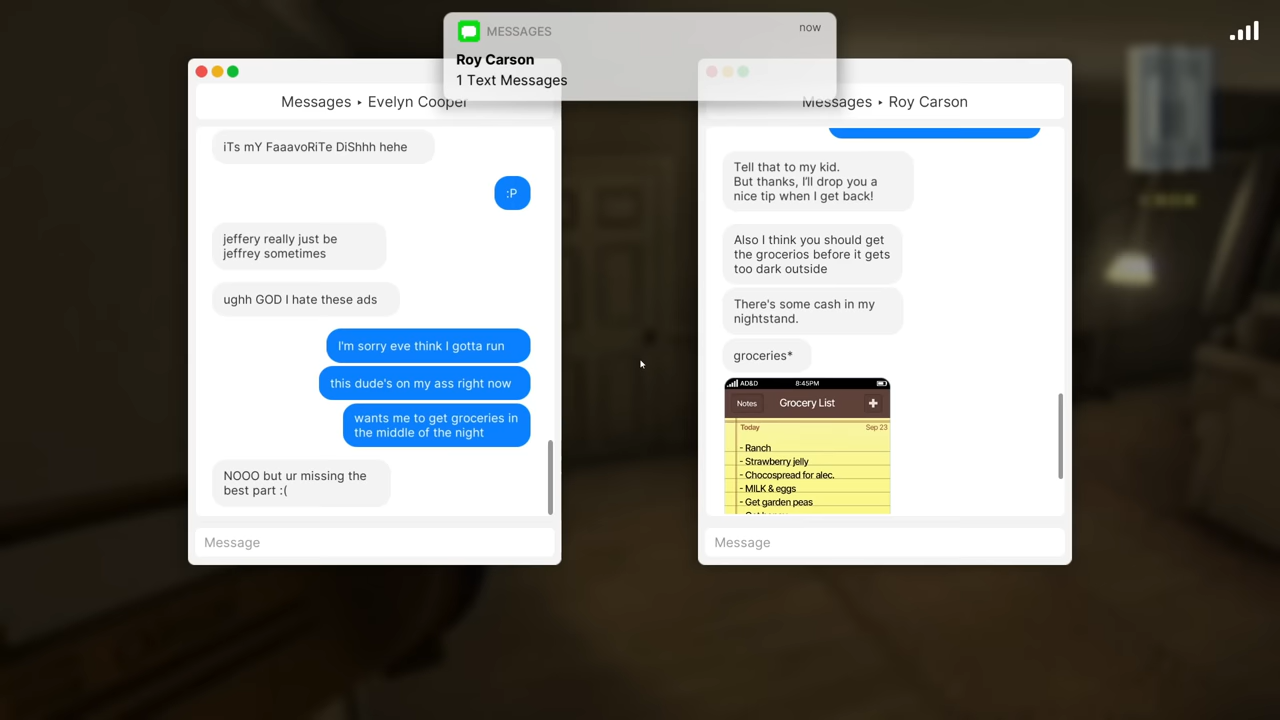 MESSAGES
now
Roy Carson
1 Text Messages
Messages ‣ Evelyn Cooper
iTs mY FaaavoRiTe DiShhh hehe
:P
jeffery really just be
jeffrey sometimes
ughh GOD I hate these ads
I'm sorry eve think I gotta run
this dude's on my ass right now
wants me to get groceries in
the middle of the night
NOOO but ur missing the
best part :(
Message
Messages ‣ Roy Carson
Tell that to my kid.
But thanks, I'll drop you a
nice tip when I get back!
Also I think you should get
the grocerios before it gets
too dark outside
There's some cash in my
nightstand.
groceries*
AD&D 8:45PM
Notes Grocery List +
Today Sep 23
- Ranch
- Strawberry jelly
- Chocospread for alec.
- MILK & eggs
- Get garden peas
Message